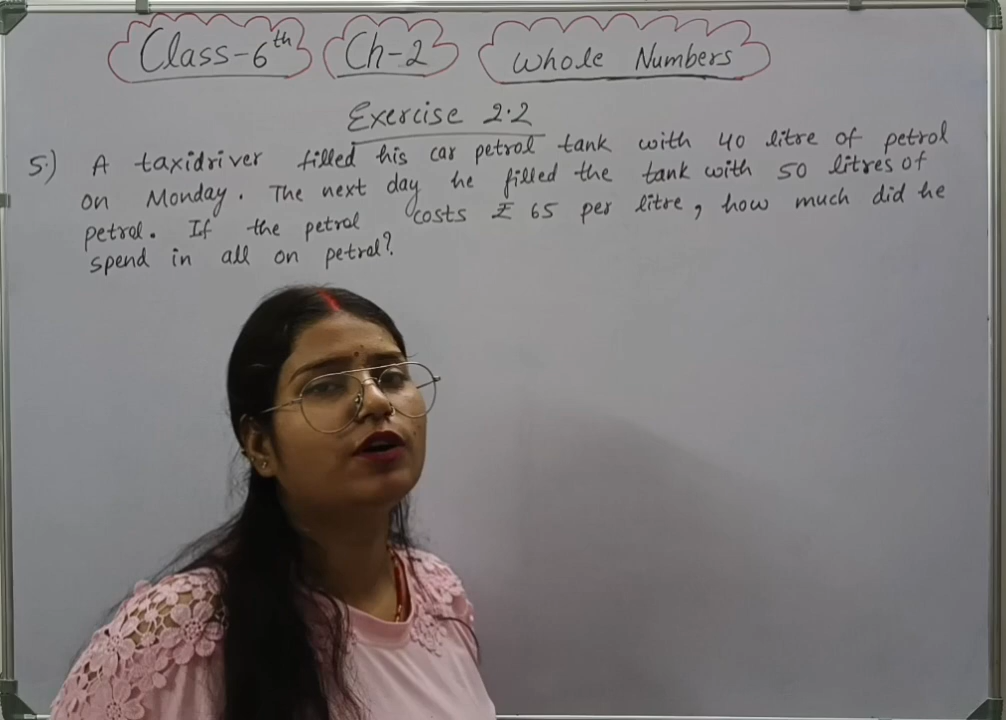 Class-6th Ch-2 Whole Numbers
Exercise 2.2
5.) A taxidriver filled his car petrol tank with 40 litre of petrol
on Monday. The next day he filled the tank with 50 litres of
petrol. If the petrol costs ₹ 65 per litre, how much did he
spend in all on petrol?